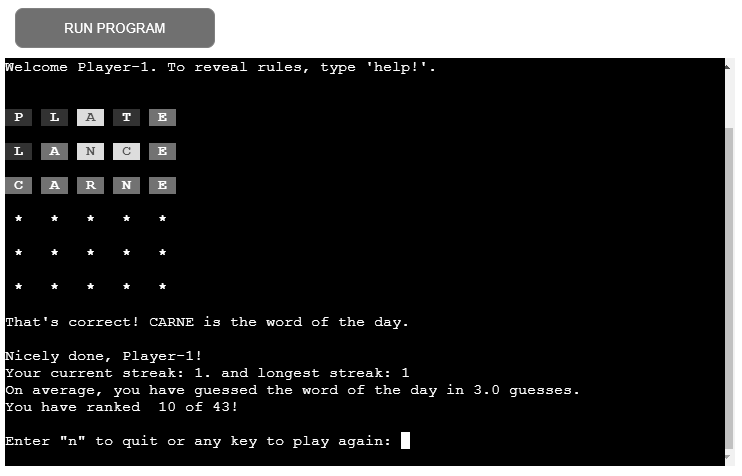 RUN PROGRAM
Welcome Player-1. To reveal rules, type 'help!'.
P L A T E
L A N C E
C A R N E
* * * * *
* * * * *
* * * * *
That's correct! CARNE is the word of the day.
Nicely done, Player-1!
Your current streak: 1. and longest streak: 1
On average, you have guessed the word of the day in 3.0 guesses.
You have ranked  10 of 43!
Enter "n" to quit or any key to play again: